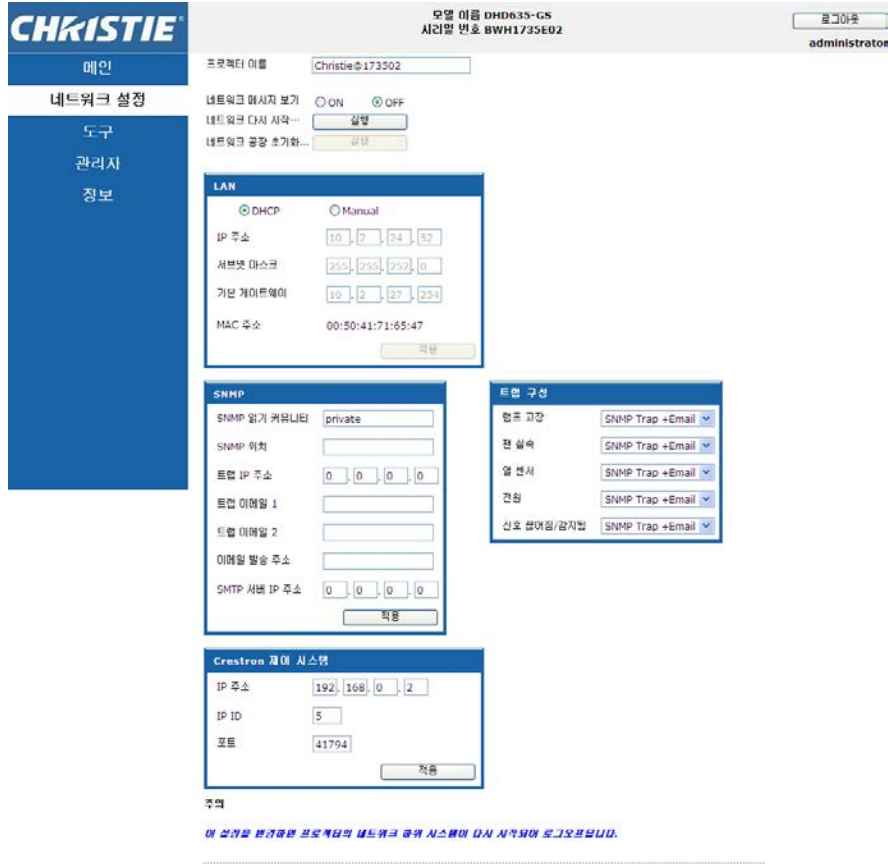 CHRISTIE®
모델 이름 DHD635-GS
시리얼 번호 BWH1735E02
로그아웃
administrator
메인
네트워크 설정
도구
관리자
정보
프로젝터 이름 Christie@173502
네트워크 메시지 보기 ON OFF
네트워크 다시 시작... 실행
네트워크 공장 초기화... 실행
LAN
DHCP Manual
IP 주소 10 . 2 . 24 . 32
서브넷 마스크 255 . 255 . 252 . 0
기본 게이트웨이 10 . 2 . 27 . 254
MAC 주소 00:50:41:71:65:47
적용
SNMP
SNMP 읽기 커뮤니티 private
SNMP 위치
트랩 IP 주소 0 . 0 . 0 . 0
트랩 이메일 1
트랩 이메일 2
이메일 발송 주소
SMTP 서버 IP 주소 0 . 0 . 0 . 0
적용
트랩 구성
램프 고장 SNMP Trap +Email
팬 실속 SNMP Trap +Email
열 센서 SNMP Trap +Email
전원 SNMP Trap +Email
신호 끊어짐/감지됨 SNMP Trap +Email
Crestron 제어 시스템
IP 주소 192 . 168 . 0 . 2
IP ID 5
포트 41794
적용
주의
이 설정을 변경하면 프로젝터의 네트워크 하위 시스템이 다시 시작되어 로그오프됩니다.